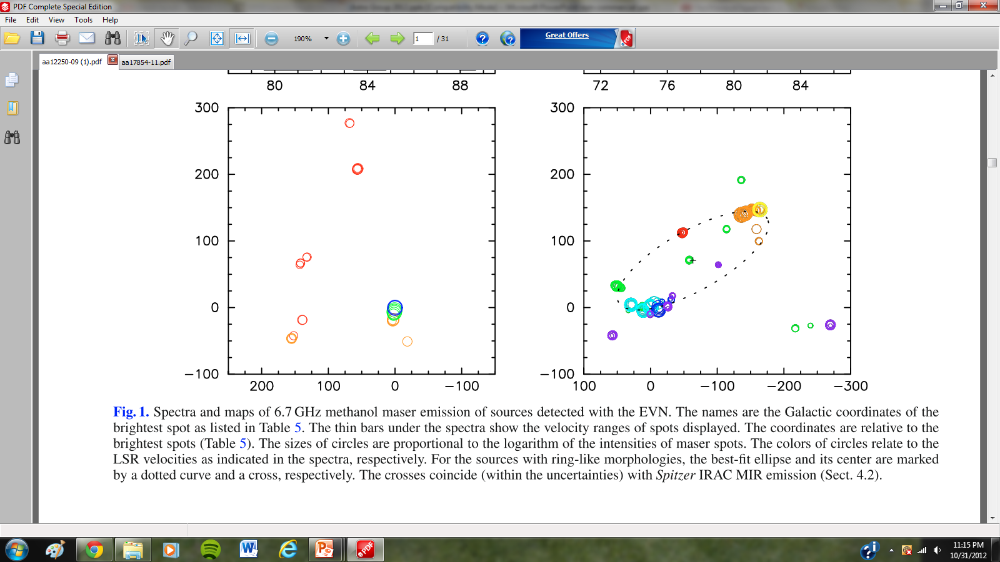 PDF Complete Special Edition
File Edit View Tools Help
190% 1 / 31 Great Offers
aa12250-09 (1).pdf aa17854-11.pdf
80 84 88 72 76 80 84
300 300
200 200
100 100
0 0
−100 −100
200 100 0 −100 100 0 −100 −200 −300
Fig. 1. Spectra and maps of 6.7 GHz methanol maser emission of sources detected with the EVN. The names are the Galactic coordinates of the
brightest spot as listed in Table 5. The thin bars under the spectra show the velocity ranges of spots displayed. The coordinates are relative to the
brightest spots (Table 5). The sizes of circles are proportional to the logarithm of the intensities of maser spots. The colors of circles relate to the
LSR velocities as indicated in the spectra, respectively. For the sources with ring-like morphologies, the best-fit ellipse and its center are marked
by a dotted curve and a cross, respectively. The crosses coincide (within the uncertainties) with Spitzer IRAC MIR emission (Sect. 4.2).
11:15 PM
10/31/2012